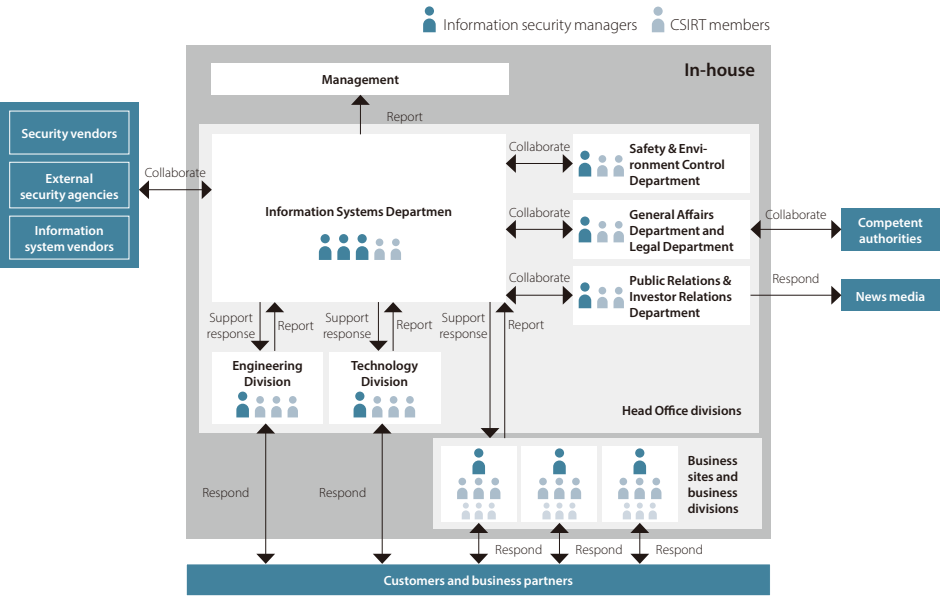 Information security managers
CSIRT members
In-house
Management
Report
Security vendors
External
security agencies
Information
system vendors
Collaborate
Information Systems Departmen
Collaborate
Safety & Envi-
ronment Control
Department
Collaborate
General Affairs
Department and
Legal Department
Collaborate
Competent
authorities
Collaborate
Public Relations &
Investor Relations
Department
Respond
News media
Support
response
Report
Support
response
Report
Support
response
Report
Engineering
Division
Technology
Division
Head Office divisions
Business
sites and
business
divisions
Respond
Respond
Respond
Respond
Respond
Customers and business partners